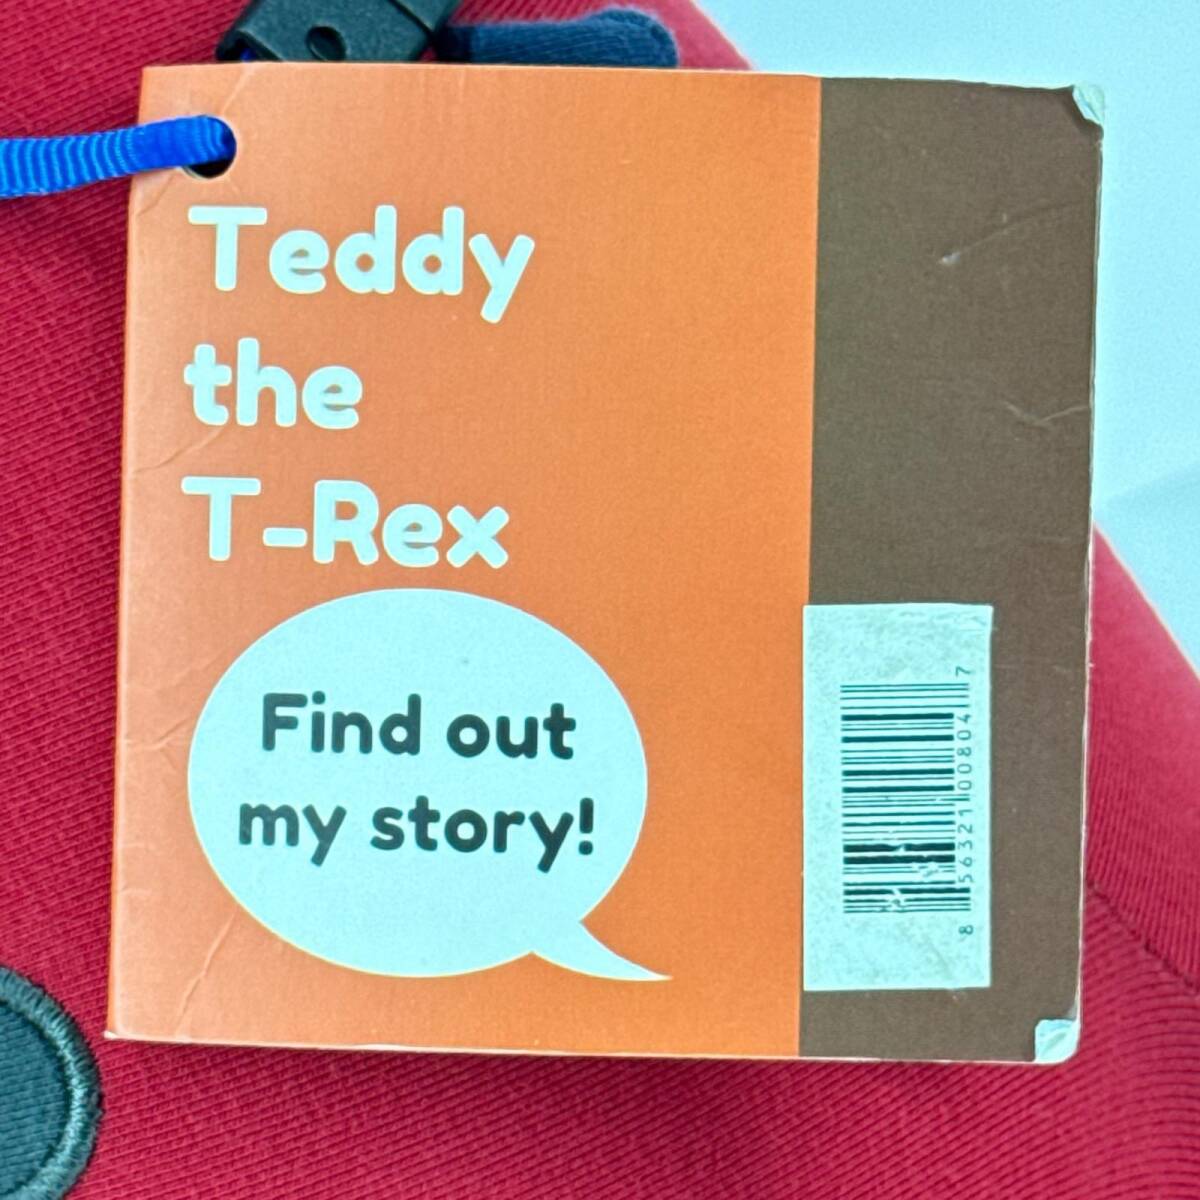 Teddy
the
T-Rex
Find out
my story!
8 56321 00804 7